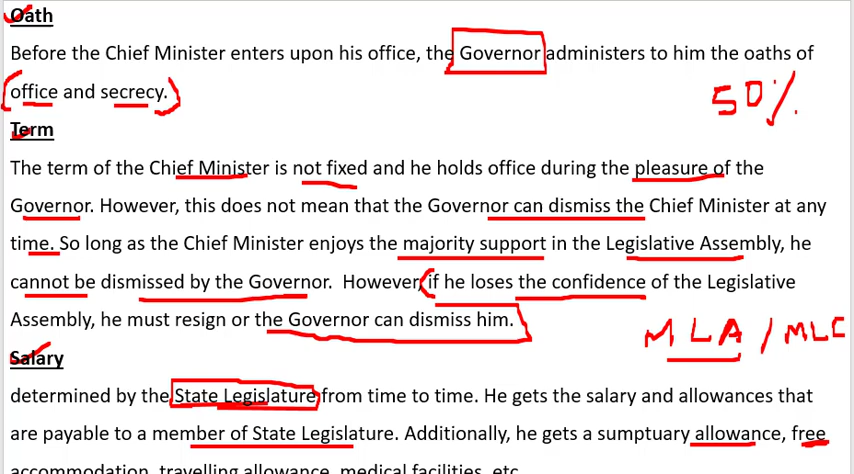 Oath
Before the Chief Minister enters upon his office, the Governor administers to him the oaths of
office and secrecy.
50%
Term
The term of the Chief Minister is not fixed and he holds office during the pleasure of the
Governor. However, this does not mean that the Governor can dismiss the Chief Minister at any
time. So long as the Chief Minister enjoys the majority support in the Legislative Assembly, he
cannot be dismissed by the Governor. However, if he loses the confidence of the Legislative
Assembly, he must resign or the Governor can dismiss him.
MLA / MLC
Salary
determined by the State Legislature from time to time. He gets the salary and allowances that
are payable to a member of State Legislature. Additionally, he gets a sumptuary allowance, free
accommodation, travelling allowance, medical facilities, etc.